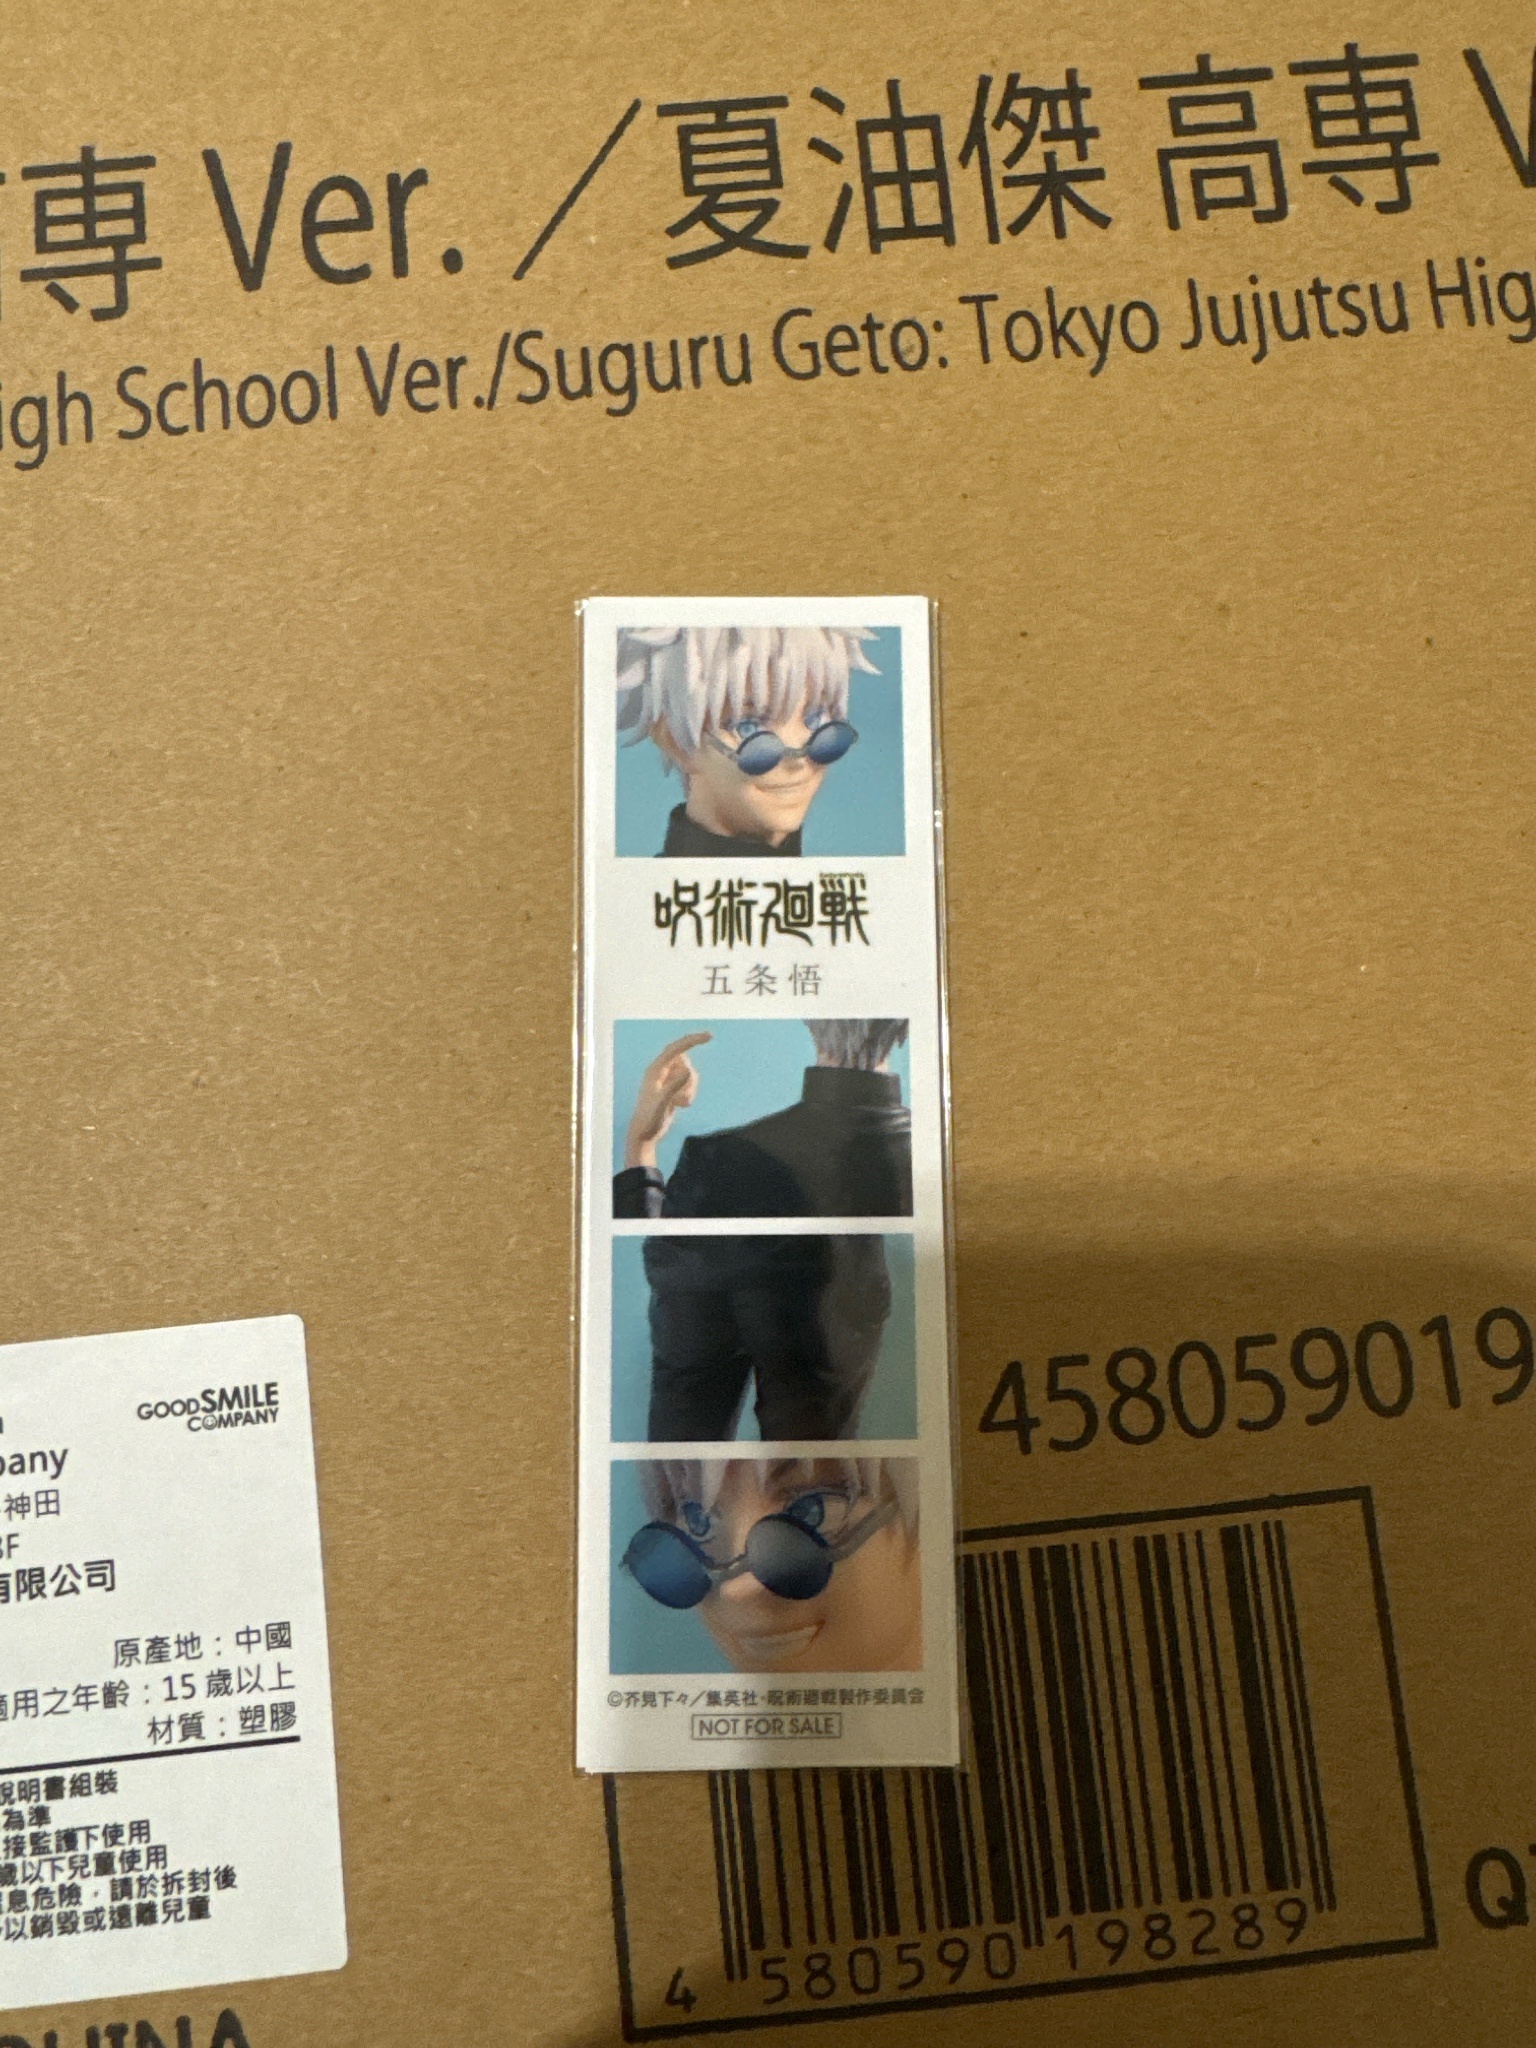 専 Ver.／夏油傑 高専 V
igh School Ver./Suguru Geto: Tokyo Jujutsu Hig
呪術廻戦
五条悟
©芥見下々／集英社・呪術廻戦製作委員会
NOT FOR SALE
GOODSMILE
COMPANY
pany
神田
3F
有限公司
原產地：中國
適用之年齡：15 歲以上
材質：塑膠
說明書組裝
為準
接監護下使用
歲以下兒童使用
息危險，請於拆封後
以銷毀或遠離兒童
CHINA
458059019
4 580590 198289
Q